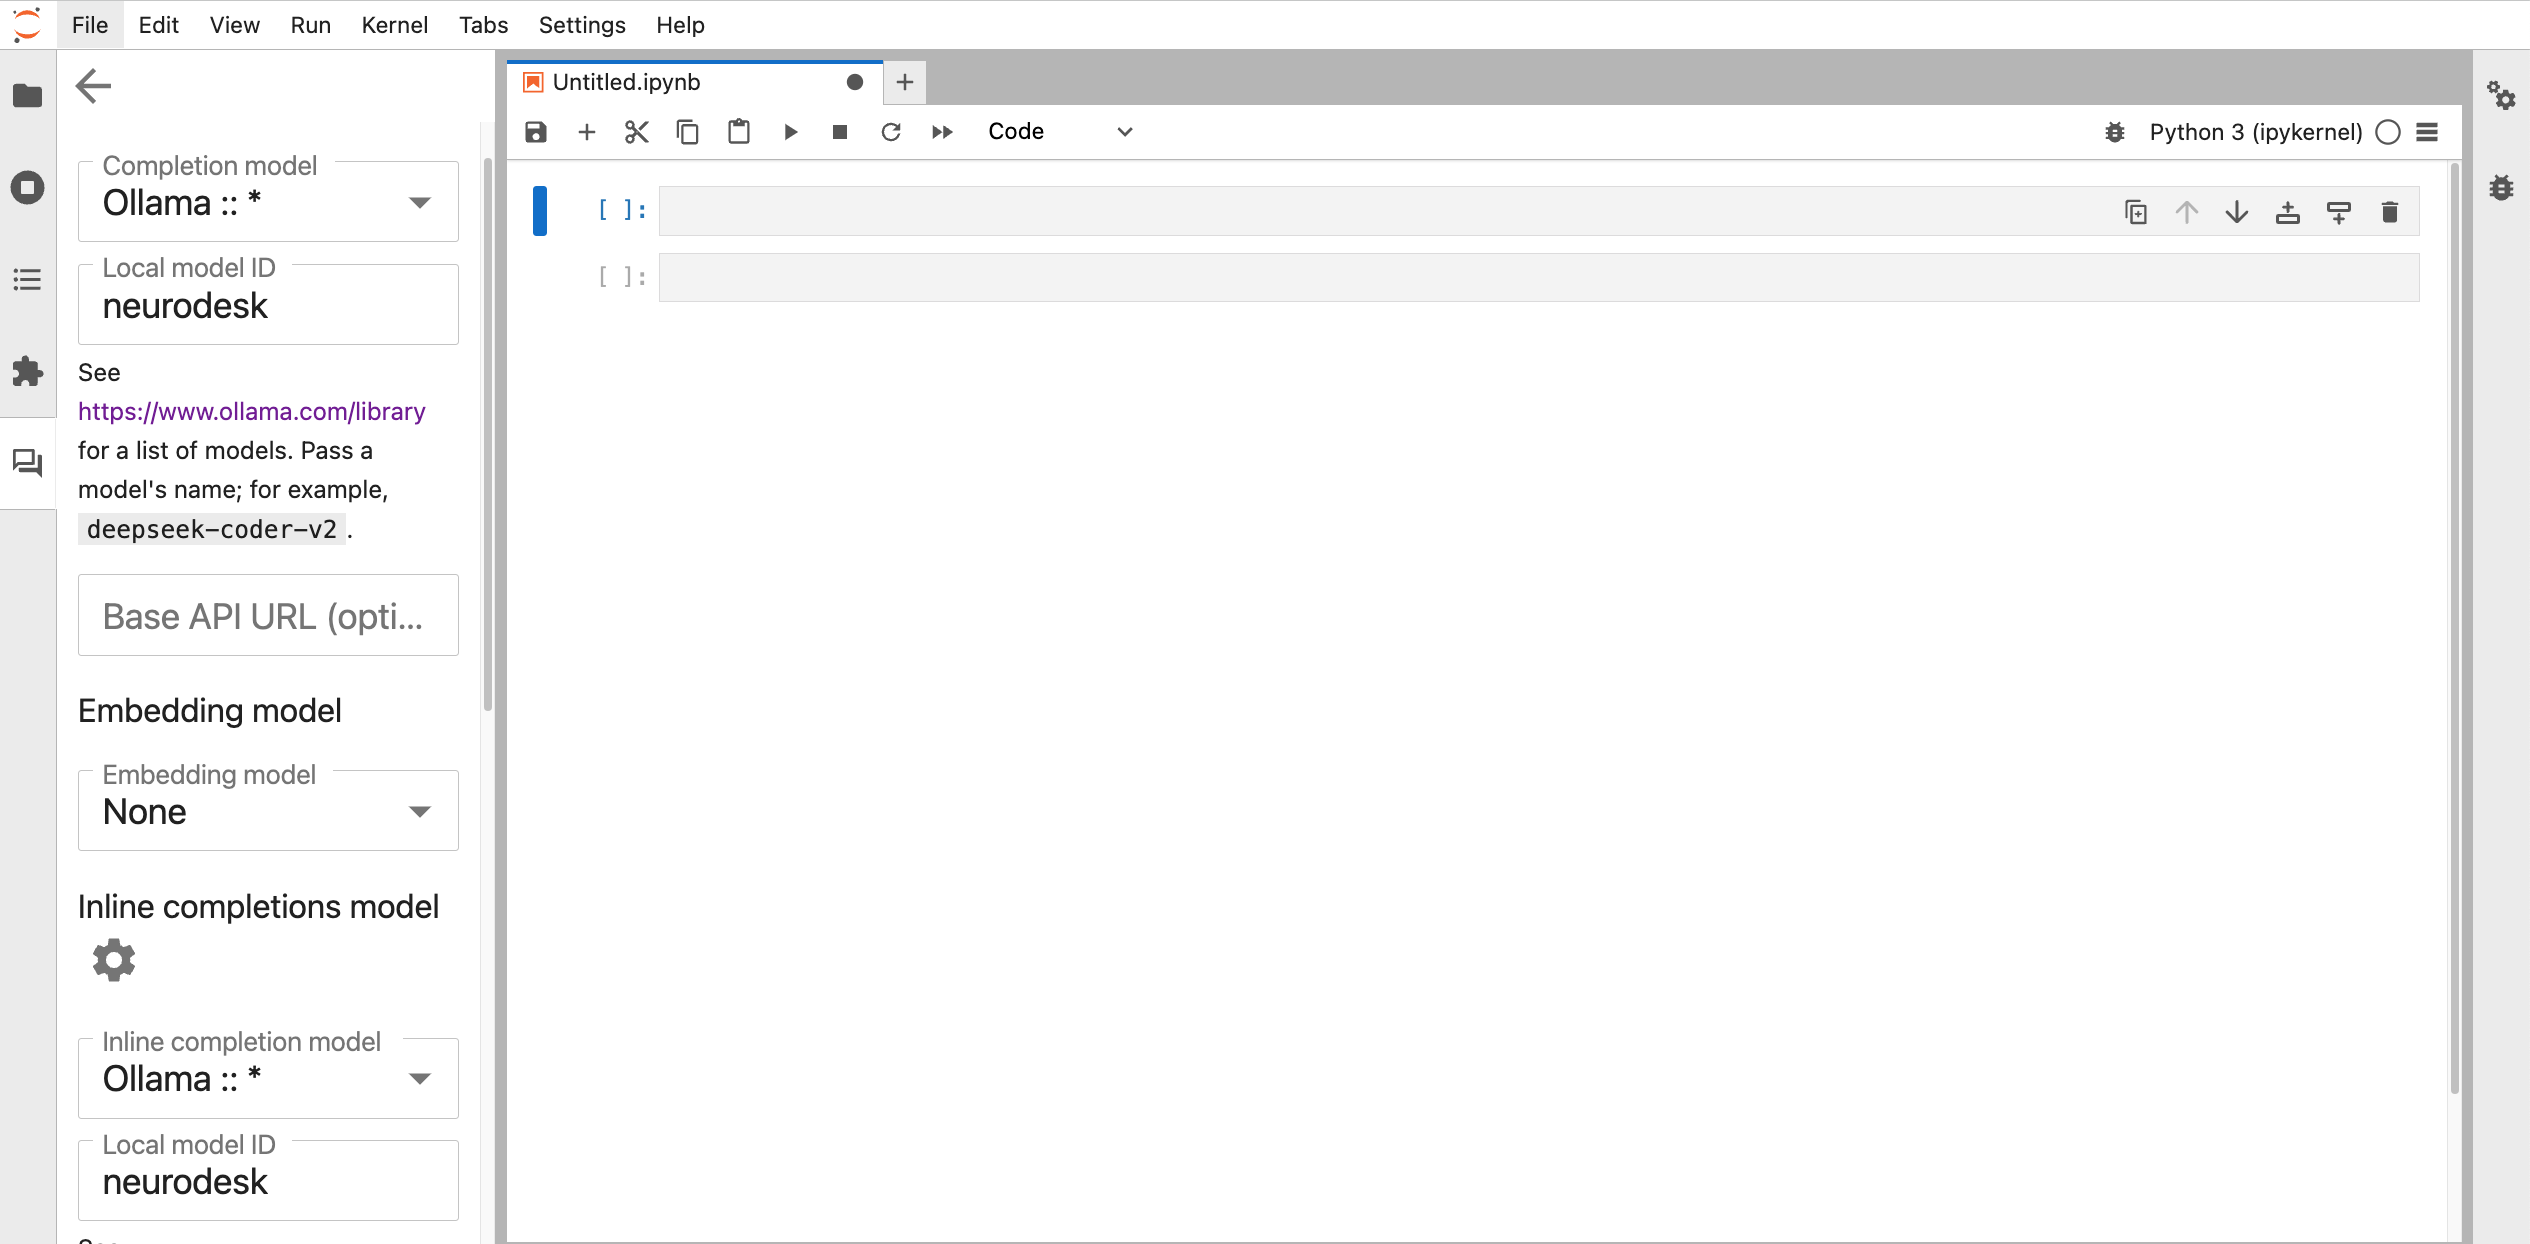 File Edit View Run Kernel Tabs Settings Help
Completion model
Ollama :: *
Local model ID
neurodesk
See
https://www.ollama.com/library
for a list of models. Pass a
model's name; for example,
deepseek-coder-v2.
Base API URL (opti...
Embedding model
Embedding model
None
Inline completions model
Inline completion model
Ollama :: *
Local model ID
neurodesk
Untitled.ipynb
Code
Python 3 (ipykernel)
[ ]:
[ ]: